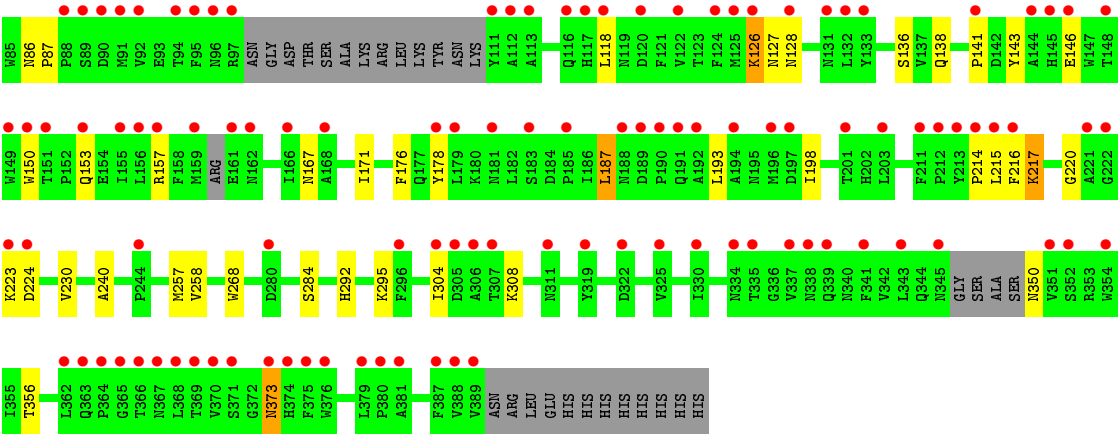 W85 N86 P87 P88 S89 D90 M91 V92 E93 T94 F95 N96 R97 ASN GLY ASP THR SER ALA LYS ARG LEU LYS TYR ASN LYS Y111 A112 A113 Q116 H117 L118 N119 D120 F121 V122 T123 F124 M125 K126 N127 N128 N131 L132 Y133 S136 V137 Q138 P141 D142 Y143 A144 H145 E146 W147 T148
W149 W150 T151 P152 Q153 E154 I155 L156 R157 F158 M159 ARG E161 N162 I166 N167 A168 I171 F176 Q177 Y178 L179 K180 N181 L182 S183 D184 P185 I186 L187 N188 D189 P190 Q191 A192 L193 A194 N195 M196 D197 I198 T201 H202 L203 F211 P212 Y213 P214 L215 F216 K217 G220 A221 G222
K223 D224 V230 A240 P244 M257 V258 W268 D280 S284 H292 K295 F296 I304 D305 A306 T307 K308 N311 Y319 D322 V325 I330 N334 T335 G336 V337 N338 Q339 N340 F341 V342 L343 Q344 N345 GLY SER ALA SER N350 V351 S352 R353 W354
I355 T356 L362 Q363 P364 G365 T366 N367 L368 T369 V370 S371 G372 N373 H374 F375 W376 L379 P380 A381 F387 V388 V389 ASN ARG LEU GLU HIS HIS HIS HIS HIS HIS HIS HIS